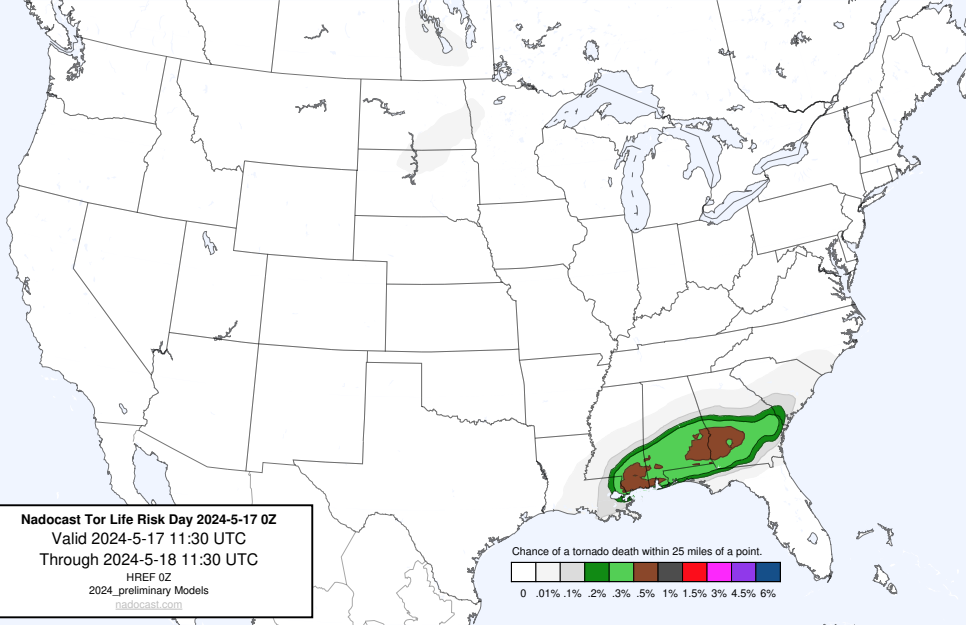 Nadocast Tor Life Risk Day 2024-5-17 0Z
Valid 2024-5-17 11:30 UTC
Through 2024-5-18 11:30 UTC
HREF 0Z
2024_preliminary Models
nadocast.com
Chance of a tornado death within 25 miles of a point.
0 .01% .1% .2% .3% .5% 1% 1.5% 3% 4.5% 6%